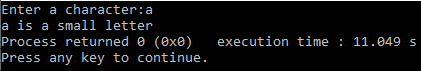 Enter a character:a
a is a small letter
Process returned 0 (0x0)   execution time : 11.049 s
Press any key to continue.